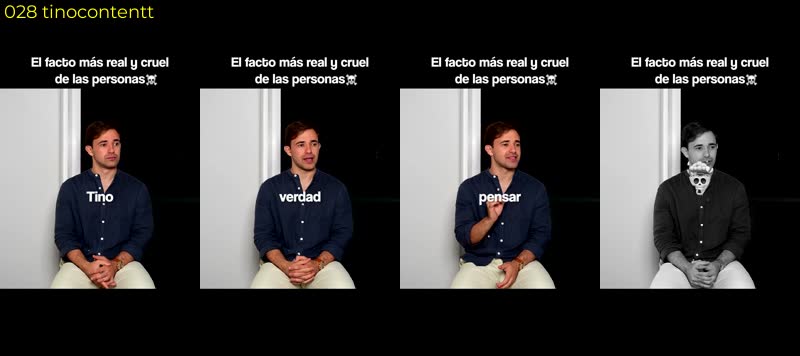 028 tinocontentt
El facto más real y cruel
de las personas☠️
El facto más real y cruel
de las personas☠️
El facto más real y cruel
de las personas☠️
El facto más real y cruel
de las personas☠️
Tino
verdad
pensar